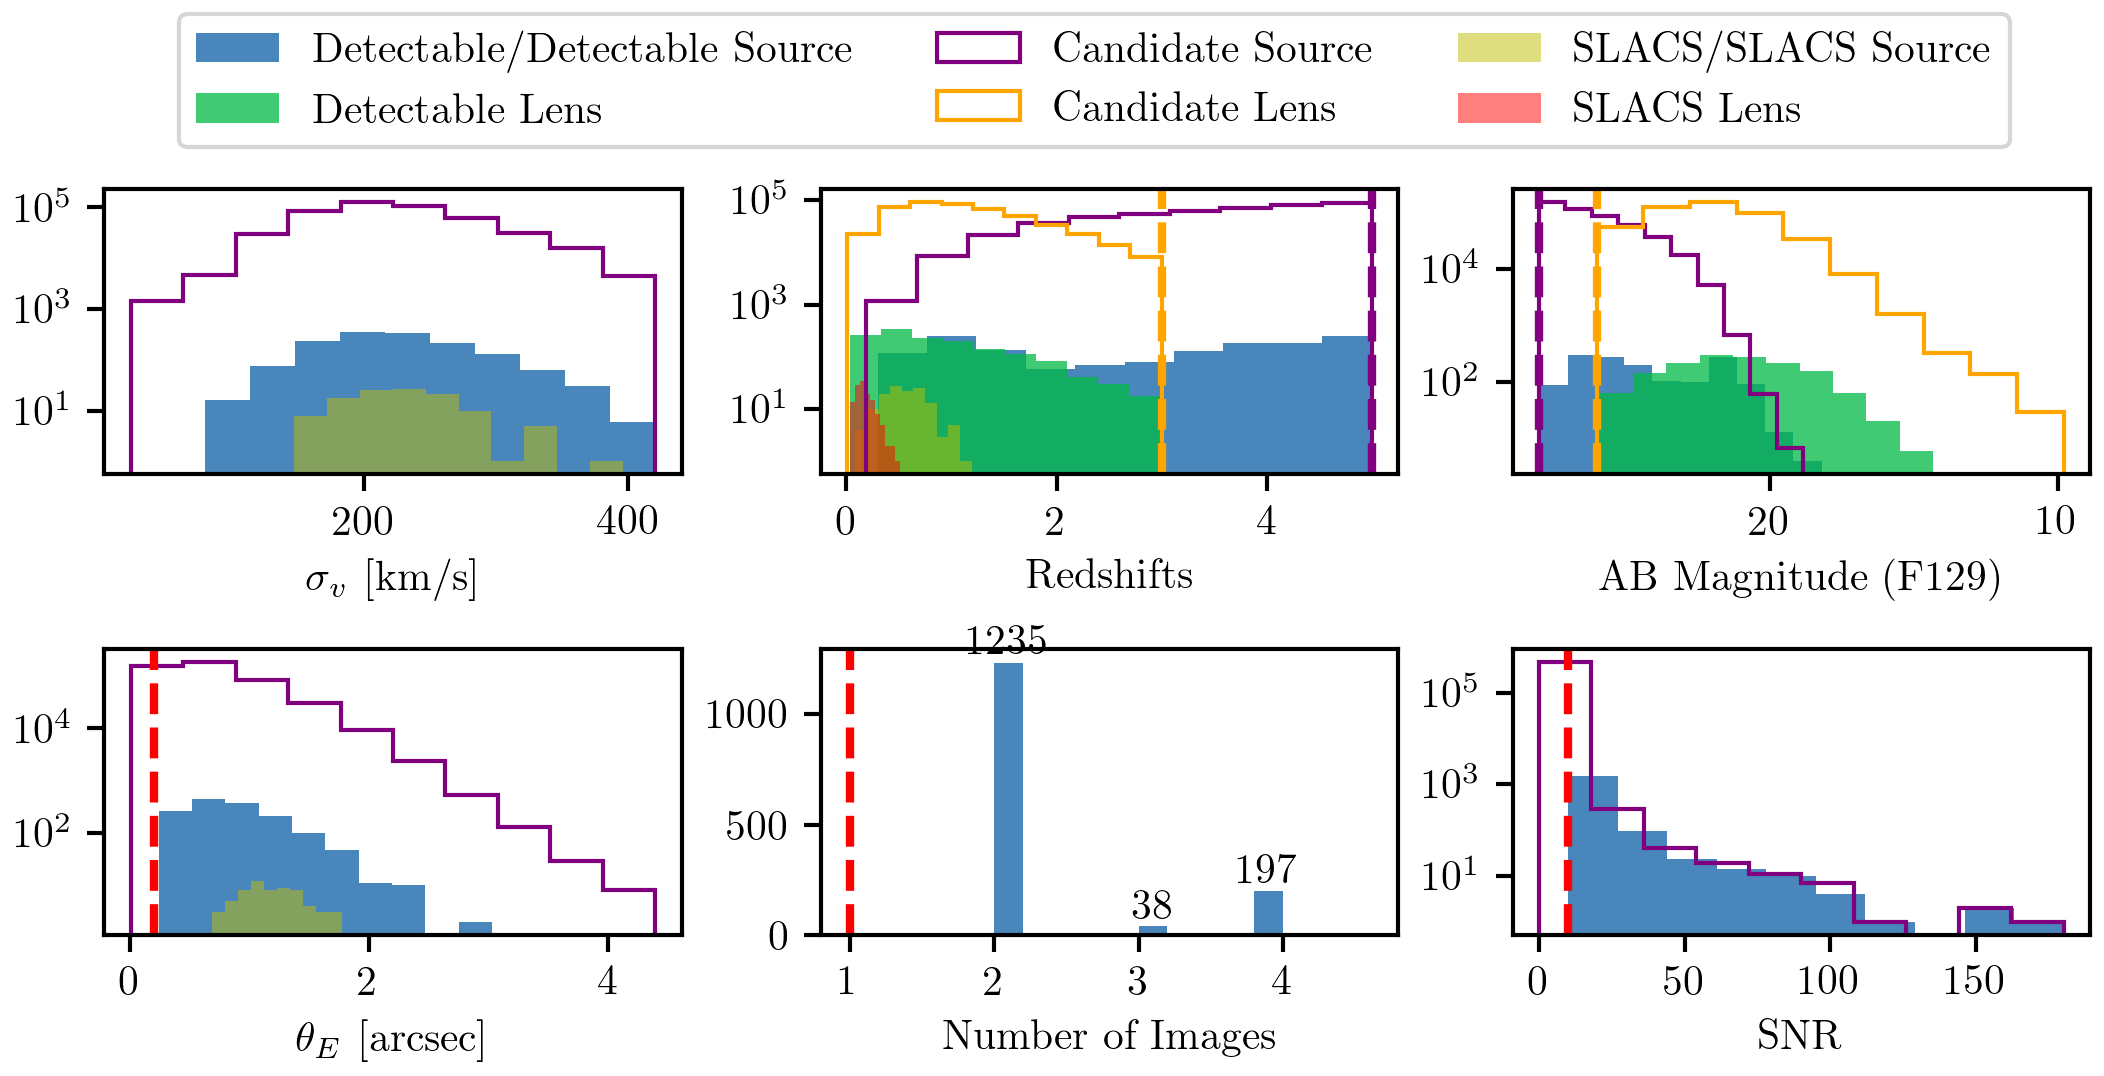 Detectable/Detectable Source Candidate Source SLACS/SLACS Source
Detectable Lens Candidate Lens SLACS Lens
10^5
10^3
10^1
200 400
σ_v [km/s]
10^5
10^3
10^1
0 2 4
Redshifts
10^4
10^2
20 10
AB Magnitude (F129)
10^4
10^2
0 2 4
θ_E [arcsec]
1235
1000
500
197
38
0
1 2 3 4
Number of Images
10^5
10^3
10^1
0 50 100 150
SNR